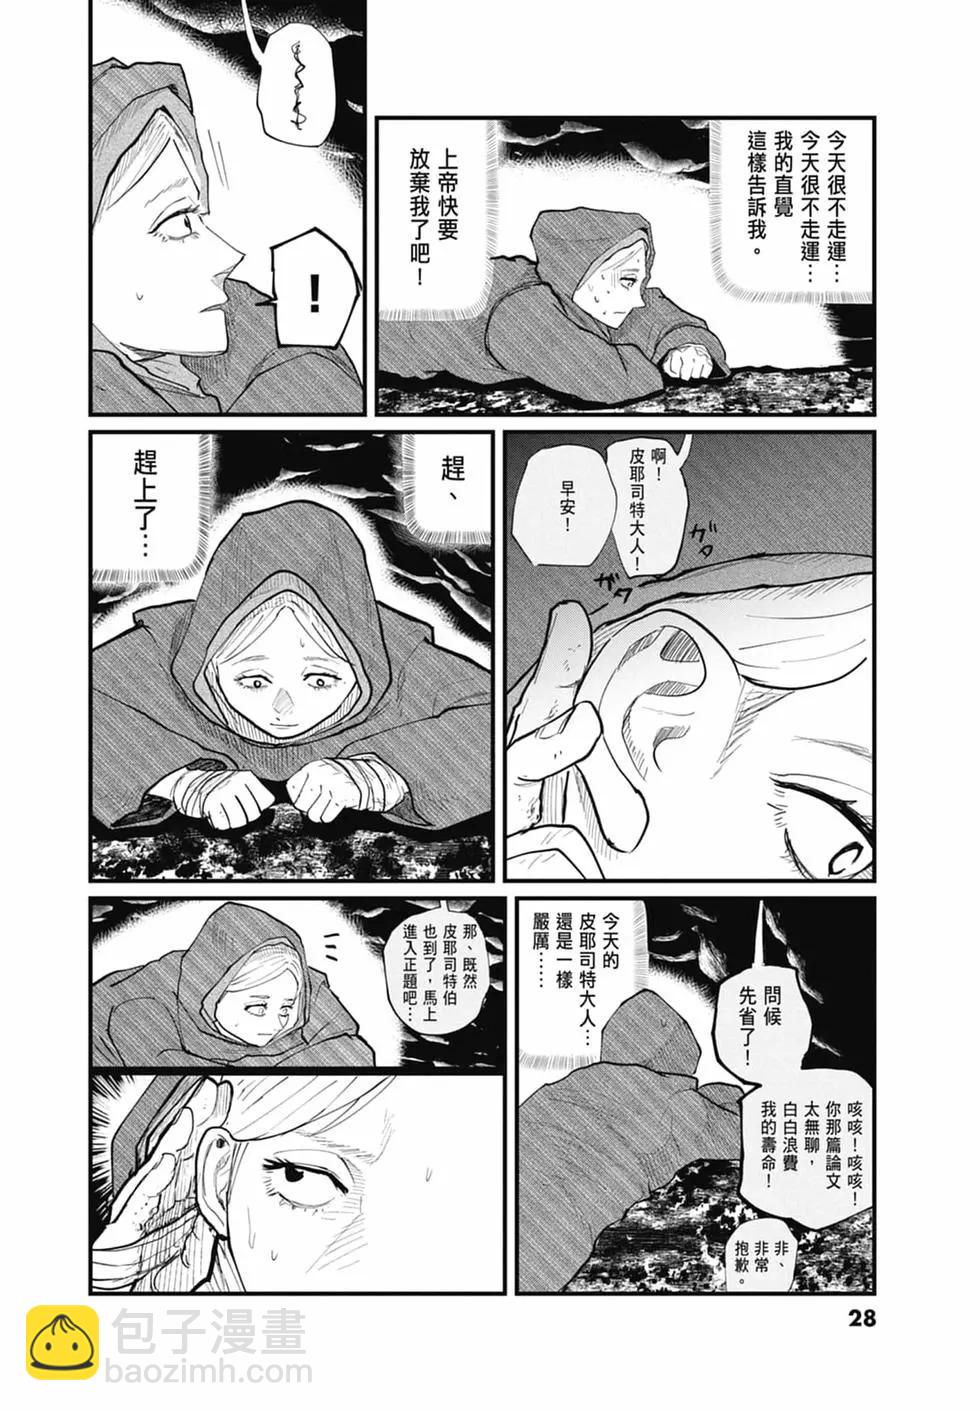 今天很不走運…
今天很不走運…
我的直覺
這樣告訴我。
上帝快要
放棄我了吧！
！
啊！
皮耶司特大人！
早安！
ガタ
ガタ
趕、
趕上了…
問候
先省了！
咳咳！咳咳！
你那篇論文
太無聊，
白白浪費
我的壽命！
非、
非常
抱歉。
今天的
皮耶司特大人…
還是一樣
嚴厲……
那、既然
皮耶司特伯
也到了，馬上
進入正題吧…
28
包子漫畫
baozimh.com